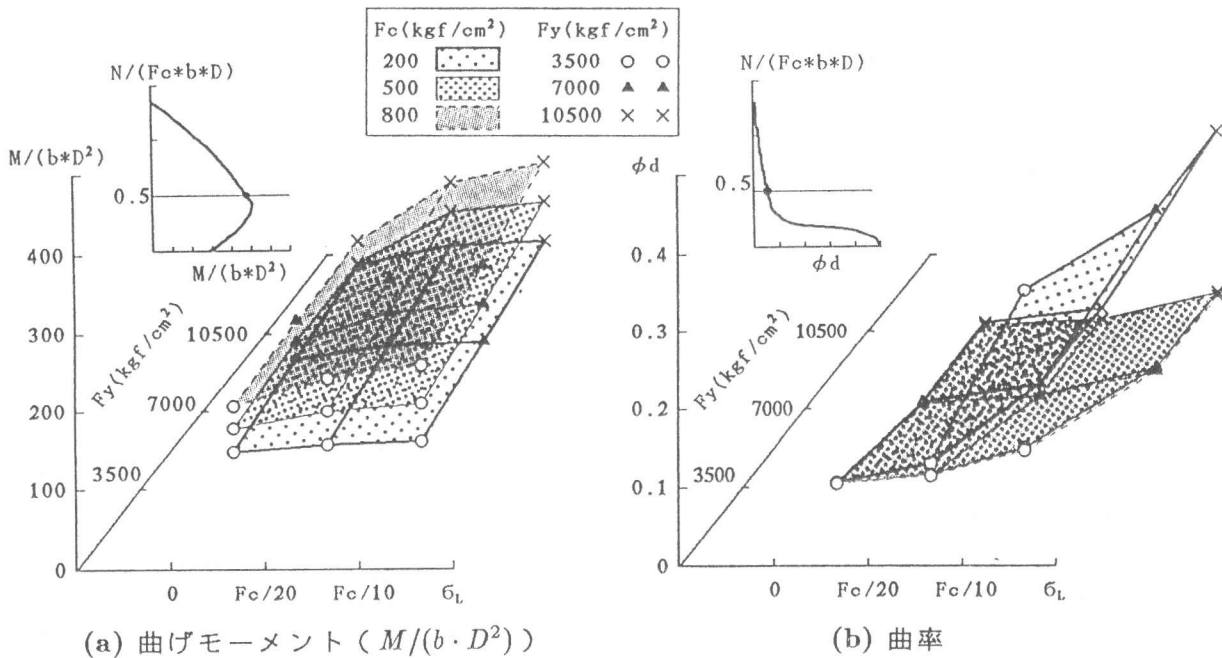 Fc(kgf/cm²) Fy(kgf/cm²)
200 3500
500 7000
800 10500
N/(Fc*b*D)
0.5
M/(b*D²)
M/(b*D²)
400
300
200
100
0
Fy(kgf/cm²)
10500
7000
3500
0 Fc/20 Fc/10 σL
(a) 曲げモーメント ( M/(b · D²) )
N/(Fc*b*D)
0.5
φd
φd
0.4
0.3
0.2
0.1
0
Fy(kgf/cm²)
10500
7000
3500
0 Fc/20 Fc/10 σL
(b) 曲率